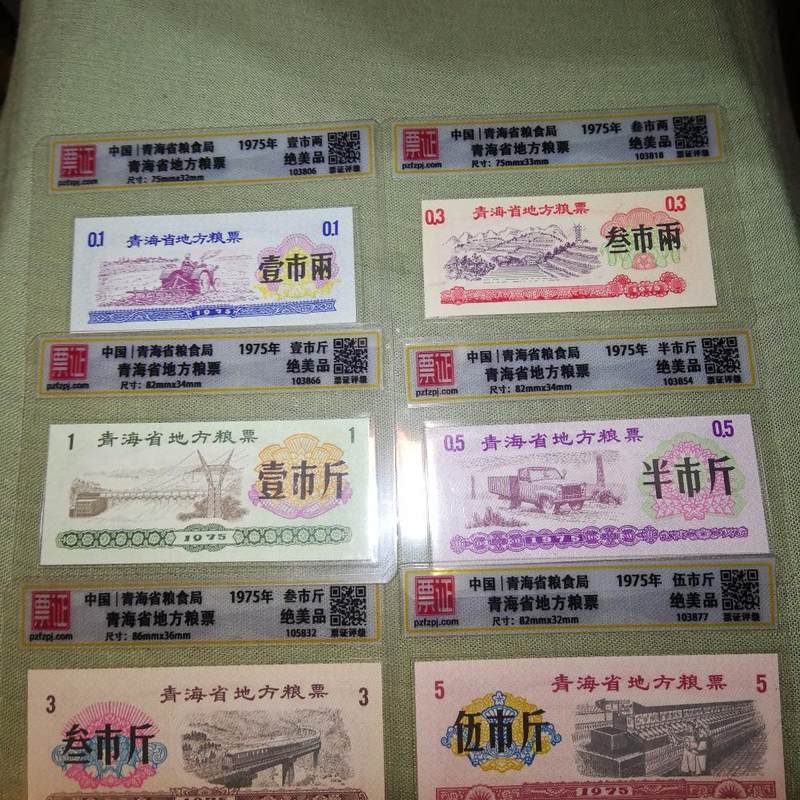 票证
pzfzpj.com
中国|青海省粮食局 1975年 壹市两
青海省地方粮票 绝美品
尺寸：75mmx32mm 103806 票证评级
0.1 青海省地方粮票 0.1
壹市兩
1975
票证
pzfzpj.com
中国|青海省粮食局 1975年 叁市两
青海省地方粮票 绝美品
尺寸：75mmx33mm 103818 票证评级
0.3 青海省地方粮票 0.3
叁市兩
1975
票证
pzfzpj.com
中国|青海省粮食局 1975年 壹市斤
青海省地方粮票 绝美品
尺寸：82mmx34mm 103866 票证评级
1 青海省地方粮票 1
壹市斤
1975
票证
pzfzpj.com
中国|青海省粮食局 1975年 半市斤
青海省地方粮票 绝美品
尺寸：82mmx34mm 103854 票证评级
0.5 青海省地方粮票 0.5
半市斤
1975
票证
pzfzpj.com
中国|青海省粮食局 1975年 叁市斤
青海省地方粮票 绝美品
尺寸：86mmx36mm 105832 票证评级
3 青海省地方粮票 3
叁市斤
1975
票证
pzfzpj.com
中国|青海省粮食局 1975年 伍市斤
青海省地方粮票 绝美品
尺寸：82mmx32mm 103877 票证评级
5 青海省地方粮票 5
伍市斤
1975